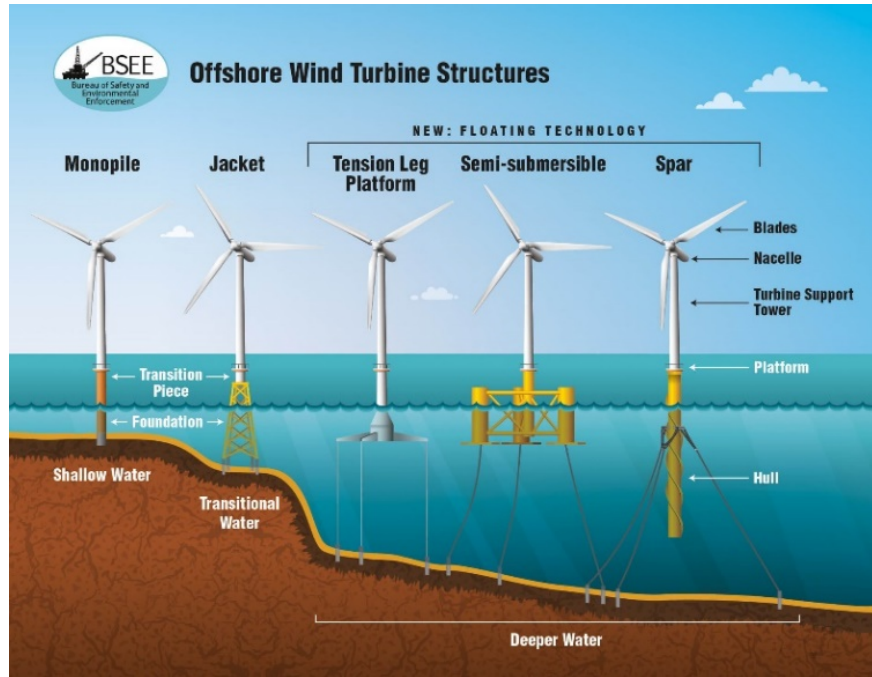 BSEE
Bureau of Safety and
Environmental
Enforcement
Offshore Wind Turbine Structures
NEW: FLOATING TECHNOLOGY
Monopile
Jacket
Tension Leg
Platform
Semi-submersible
Spar
Blades
Nacelle
Turbine Support
Tower
Transition
Piece
Platform
Foundation
Shallow Water
Hull
Transitional
Water
Deeper Water